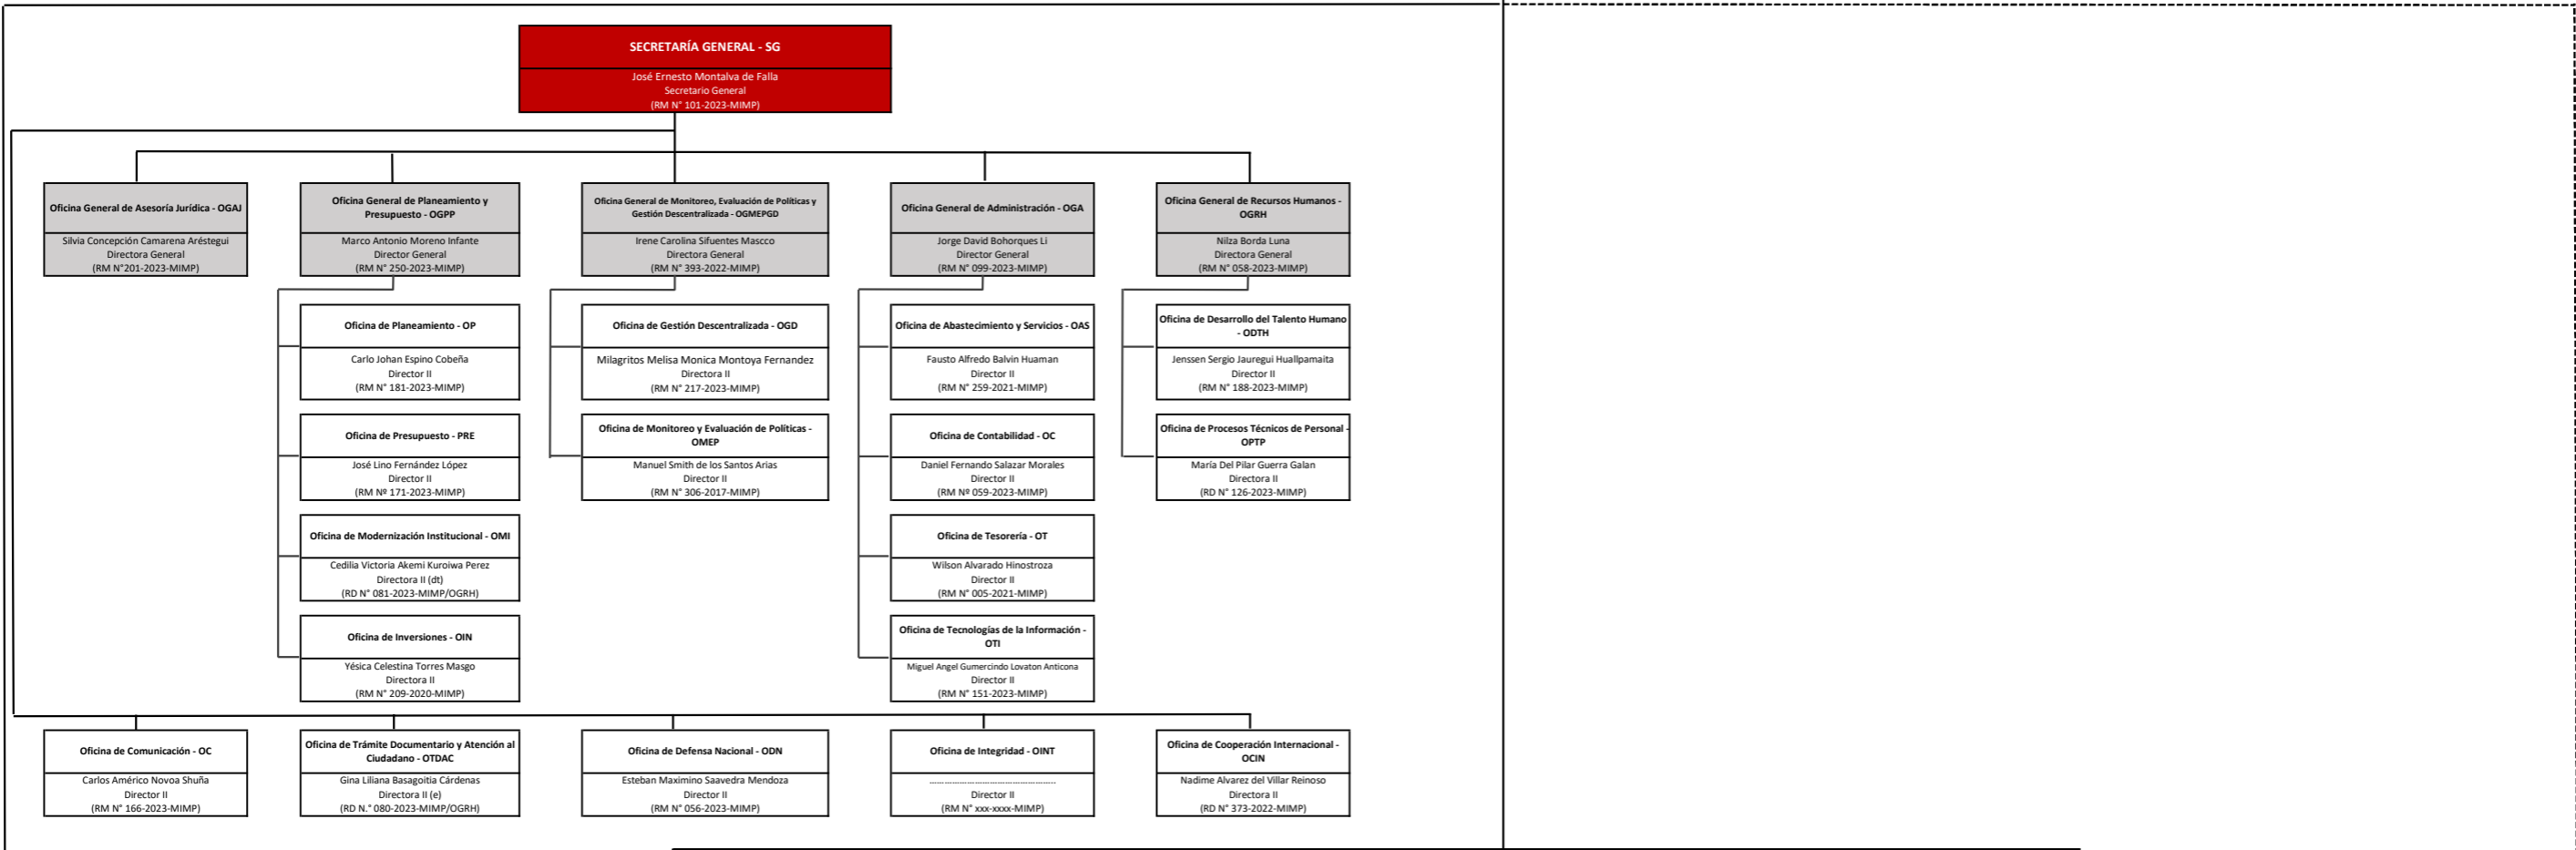 SECRETARÍA GENERAL - SG
José Ernesto Montalva de Falla
Secretario General
(RM N° 101-2023-MIMP)
Oficina General de Asesoría Jurídica - OGAJ
Silvia Concepción Camarena Aréstegui
Directora General
(RM N°201-2023-MIMP)
Oficina General de Planeamiento y
Presupuesto - OGPP
Marco Antonio Moreno Infante
Director General
(RM N° 250-2023-MIMP)
Oficina General de Monitoreo, Evaluación de Políticas y
Gestión Descentralizada - OGMEPGD
Irene Carolina Sifuentes Mascco
Directora General
(RM N° 393-2022-MIMP)
Oficina General de Administración - OGA
Jorge David Bohorques Li
Director General
(RM N° 099-2023-MIMP)
Oficina General de Recursos Humanos -
OGRH
Nilza Borda Luna
Directora General
(RM N° 058-2023-MIMP)
Oficina de Planeamiento - OP
Carlo Johan Espino Cobeña
Director II
(RM N° 181-2023-MIMP)
Oficina de Gestión Descentralizada - OGD
Milagritos Melisa Monica Montoya Fernandez
Directora II
(RM N° 217-2023-MIMP)
Oficina de Abastecimiento y Servicios - OAS
Fausto Alfredo Balvin Huaman
Director II
(RM N° 259-2021-MIMP)
Oficina de Desarrollo del Talento Humano
- ODTH
Jenssen Sergio Jauregui Huallpamaita
Director II
(RM N° 188-2023-MIMP)
Oficina de Presupuesto - PRE
José Lino Fernández López
Director II
(RM Nº 171-2023-MIMP)
Oficina de Monitoreo y Evaluación de Políticas -
OMEP
Manuel Smith de los Santos Arias
Director II
(RM N° 306-2017-MIMP)
Oficina de Contabilidad - OC
Daniel Fernando Salazar Morales
Director II
(RM Nº 059-2023-MIMP)
Oficina de Procesos Técnicos de Personal -
OPTP
María Del Pilar Guerra Galan
Directora II
(RD N° 126-2023-MIMP)
Oficina de Modernización Institucional - OMI
Cedilia Victoria Akemi Kuroiwa Perez
Directora II (dt)
(RD N° 081-2023-MIMP/OGRH)
Oficina de Tesorería - OT
Wilson Alvarado Hinostroza
Director II
(RM N° 005-2021-MIMP)
Oficina de Inversiones - OIN
Yésica Celestina Torres Masgo
Directora II
(RM N° 209-2020-MIMP)
Oficina de Tecnologías de la Información -
OTI
Miguel Angel Gumercindo Lovaton Anticona
Director II
(RM N° 151-2023-MIMP)
Oficina de Comunicación - OC
Carlos Américo Novoa Shuña
Director II
(RM N° 166-2023-MIMP)
Oficina de Trámite Documentario y Atención al
Ciudadano - OTDAC
Gina Liliana Basagoitia Cárdenas
Directora II (e)
(RD N.° 080-2023-MIMP/OGRH)
Oficina de Defensa Nacional - ODN
Esteban Maximino Saavedra Mendoza
Director II
(RM N° 056-2023-MIMP)
Oficina de Integridad - OINT
..................................................
Director II
(RM N° xxx-xxxx-MIMP)
Oficina de Cooperación Internacional -
OCIN
Nadime Alvarez del Villar Reinoso
Directora II
(RD N° 373-2022-MIMP)